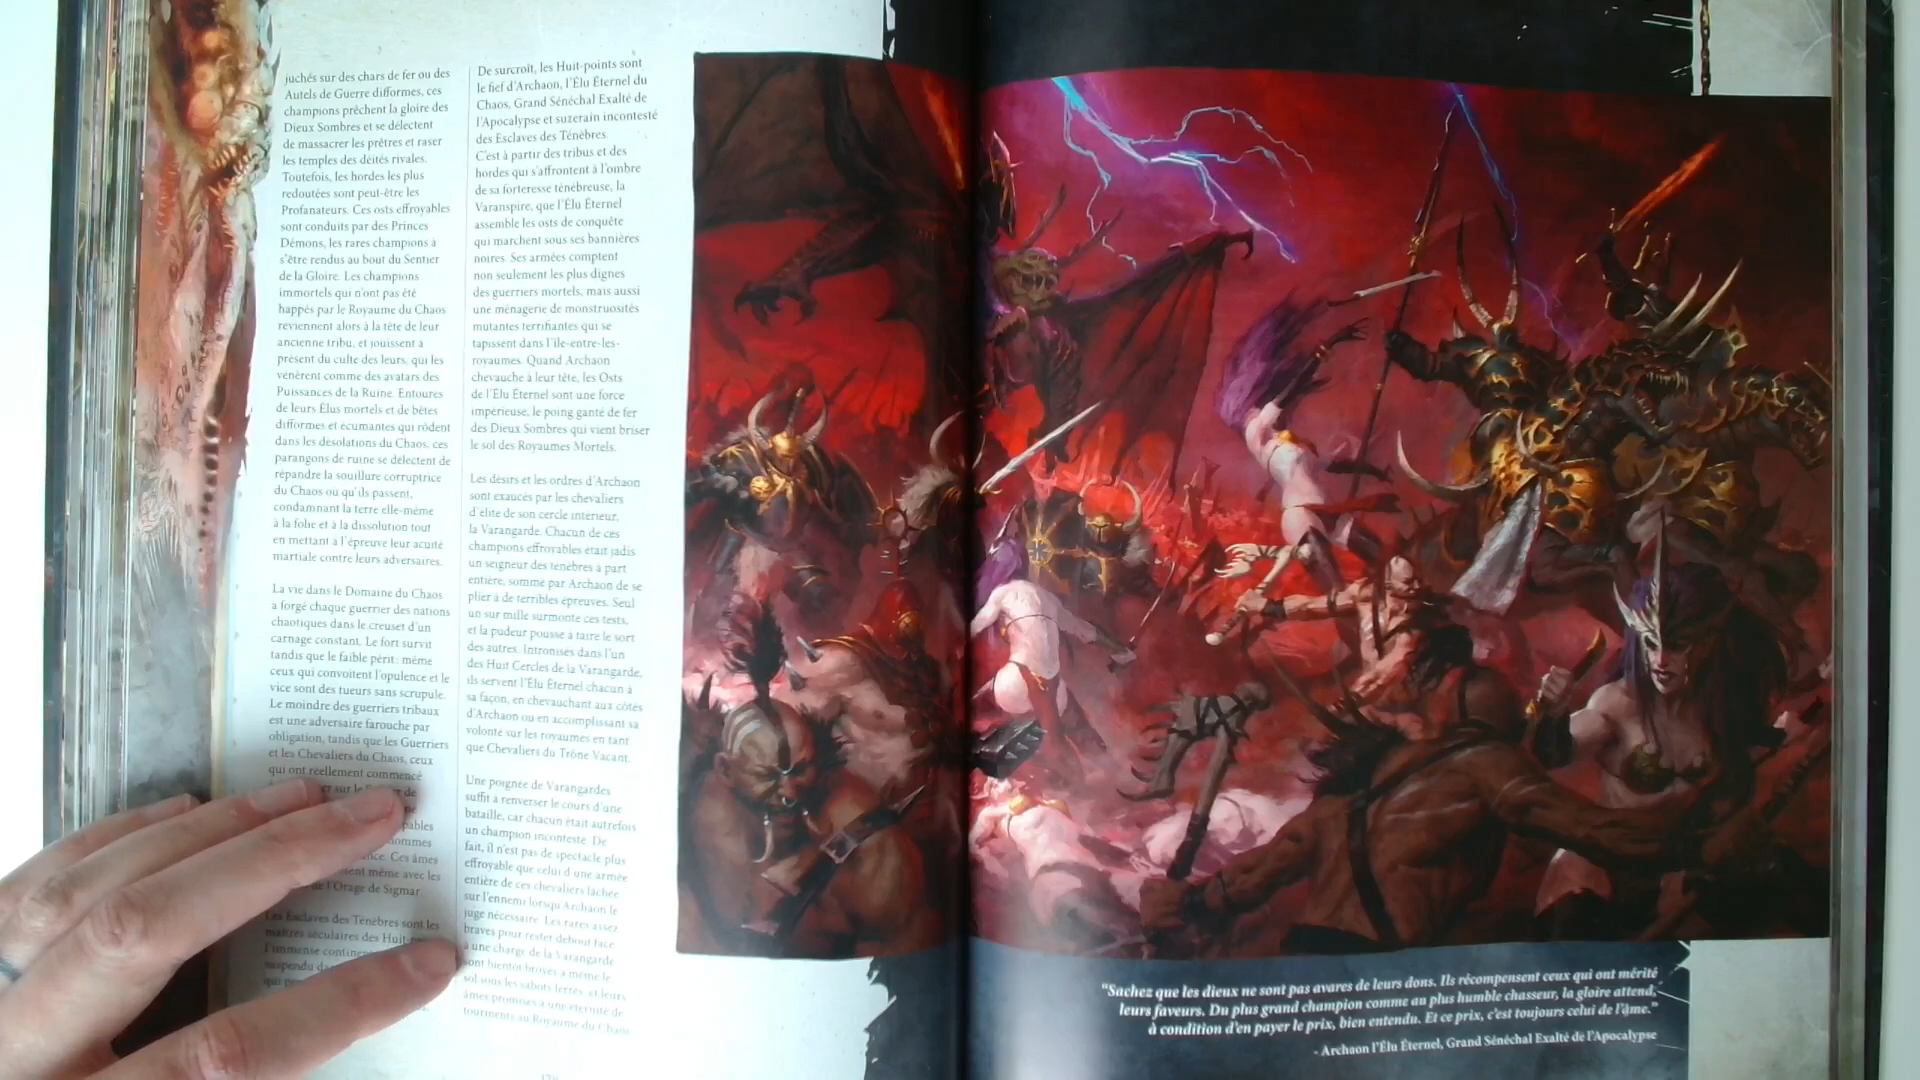 juchés sur des chars de fer ou des
Autels de Guerre difformes, ces
champions prêchent la gloire des
Dieux Sombres et se délectent
de massacrer les prêtres et raser
les temples des déités rivales.
Toutefois, les hordes les plus
redoutées sont peut-être les
Profanateurs. Ces osts effroyables
sont conduits par des Princes
Démons, les rares champions à
s'être rendus au bout du Sentier
de la Gloire. Les champions
immortels qui n'ont pas été
happés par le Royaume du Chaos
reviennent alors à la tête de leur
ancienne tribu, et jouissent à
présent du culte des leurs, qui les
vénèrent comme des avatars des
Puissances de la Ruine. Entourés
de leurs Élus mortels et de bêtes
difformes et écumantes qui rôdent
dans les désolations du Chaos, ces
parangons de ruine se délectent de
répandre la souillure corruptrice
du Chaos où qu'ils passent,
condamnant la terre elle-même
à la folie et à la dissolution tout
en mettant à l'épreuve leur acuité
martiale contre leurs adversaires.
La vie dans le Domaine du Chaos
a forgé chaque guerrier des nations
chaotiques dans le creuset d'un
carnage constant. Le fort survit
tandis que le faible périt: même
ceux qui convoitent l'opulence et le
vice sont des tueurs sans scrupule.
Le moindre des guerriers tribaux
est une adversaire farouche par
obligation, tandis que les Guerriers
et les Chevaliers du Chaos, ceux
qui ont réellement commencé
sur le de
Ces âmes
même avec les
de l'Orage de Sigmar
Les Esclaves des Ténèbres sont les
maîtres séculaires des Huit-
l'immense
suspendu
De surcroît, les Huit-points sont
le fief d'Archaon, l'Élu Éternel du
Chaos, Grand Sénéchal Exalté de
l'Apocalypse et suzerain incontesté
des Esclaves des Ténèbres.
C'est à partir des tribus et des
hordes qui s'affrontent à l'ombre
de sa forteresse ténébreuse, la
Varanspire, que l'Élu Éternel
assemble les osts de conquête
qui marchent sous ses bannières
noires. Ses armées comptent
non seulement les plus dignes
des guerriers mortels, mais aussi
une ménagerie de monstruosités
mutantes terrifiantes qui se
tapissent dans l'île-entre-les-
royaumes. Quand Archaon
chevauche à leur tête, les Osts
de l'Élu Éternel sont une force
impérieuse, le poing ganté de fer
des Dieux Sombres qui vient briser
le sol des Royaumes Mortels.
Les désirs et les ordres d'Archaon
sont exaucés par les chevaliers
d'élite de son cercle intérieur,
la Varangarde. Chacun de ces
champions effroyables était jadis
un seigneur des ténèbres à part
entière, sommé par Archaon de se
plier à de terribles épreuves. Seul
un sur mille surmonte ces tests,
et la pudeur pousse à taire le sort
des autres. Intronisés dans l'un
des Huit Cercles de la Varangarde,
ils servent l'Élu Éternel chacun à
sa façon, en chevauchant aux côtés
d'Archaon ou en accomplissant sa
volonté sur les royaumes en tant
que Chevaliers du Trône Vacant.
Une poignée de Varangardes
suffit à renverser le cours d'une
bataille, car chacun était autrefois
un champion incontesté. De
fait, il n'est pas de spectacle plus
effroyable que celui d'une armée
entière de ces chevaliers lâchée
sur l'ennemi lorsqu'Archaon le
juge nécessaire. Les rares assez
braves pour rester debout face
à une charge de la Varangarde
sont bientôt broyés à même le
sol sous les sabots ferrés, et leurs
âmes promises à une éternité de
tourments au Royaume du Chaos
"Sachez que les dieux ne sont pas avares de leurs dons. Ils récompensent ceux qui ont mérité
leurs faveurs. Du plus grand champion comme au plus humble chasseur, la gloire attend,
à condition d'en payer le prix, bien entendu. Et ce prix, c'est toujours celui de l'âme."
- Archaon l'Élu Éternel, Grand Sénéchal Exalté de l'Apocalypse